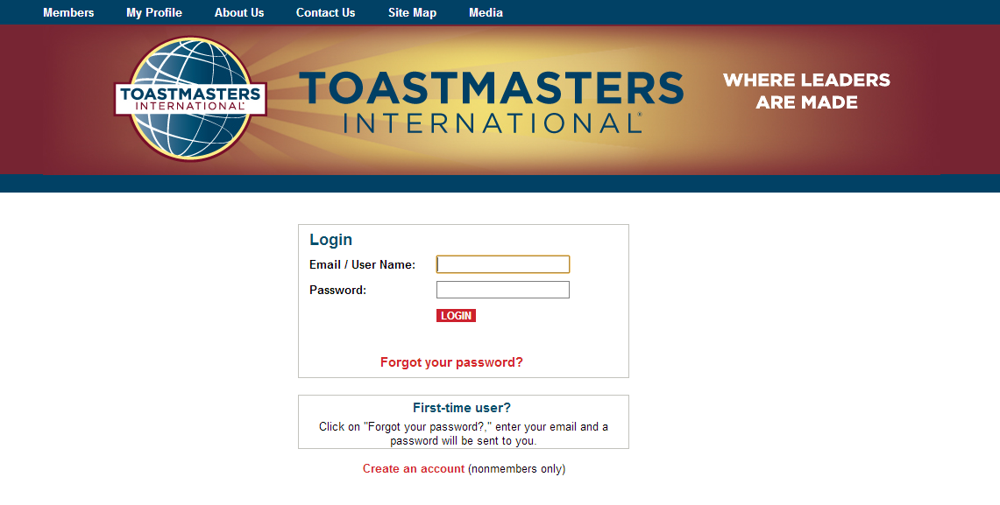 Members My Profile About Us Contact Us Site Map Media
TOASTMASTERS
INTERNATIONAL
TOASTMASTERS
INTERNATIONAL®
WHERE LEADERS
ARE MADE
Login
Email / User Name:
Password:
LOGIN
Forgot your password?
First-time user?
Click on "Forgot your password?," enter your email and a
password will be sent to you.
Create an account (nonmembers only)